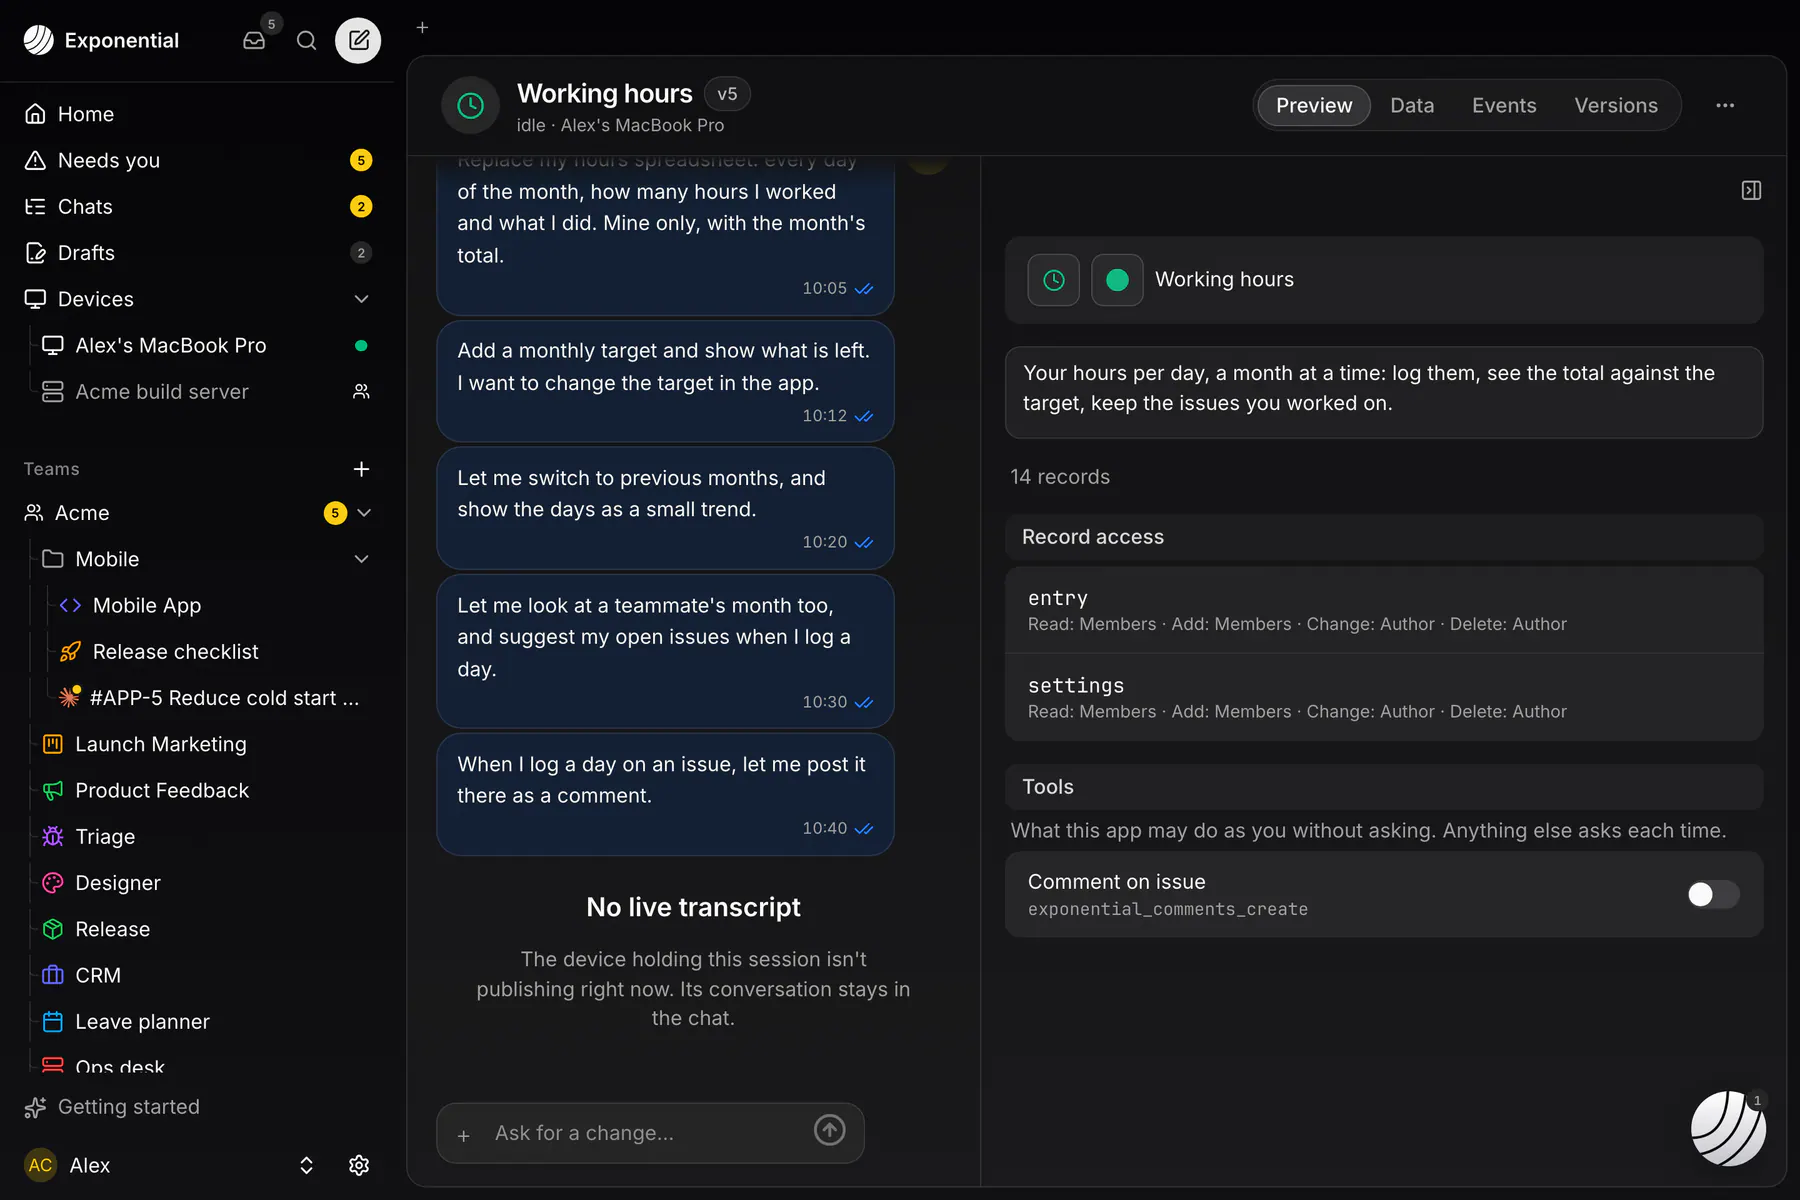 Exponential
5
Home
Needs you
5
Chats
2
Drafts
2
Devices
Alex's MacBook Pro
Acme build server
Teams
Acme
5
Mobile
Mobile App
Release checklist
#APP-5 Reduce cold start ...
Launch Marketing
Product Feedback
Triage
Designer
Release
CRM
Leave planner
Ops desk
Getting started
AC
Alex
Working hours
v5
idle · Alex's MacBook Pro
Preview
Data
Events
Versions
Replace my hours spreadsheet: every day
of the month, how many hours I worked
and what I did. Mine only, with the month's
total.
10:05
Add a monthly target and show what is left.
I want to change the target in the app.
10:12
Let me switch to previous months, and
show the days as a small trend.
10:20
Let me look at a teammate's month too,
and suggest my open issues when I log a
day.
10:30
When I log a day on an issue, let me post it
there as a comment.
10:40
No live transcript
The device holding this session isn't
publishing right now. Its conversation stays in
the chat.
Ask for a change...
Working hours
Your hours per day, a month at a time: log them, see the total against the
target, keep the issues you worked on.
14 records
Record access
entry
Read: Members · Add: Members · Change: Author · Delete: Author
settings
Read: Members · Add: Members · Change: Author · Delete: Author
Tools
What this app may do as you without asking. Anything else asks each time.
Comment on issue
exponential_comments_create
1